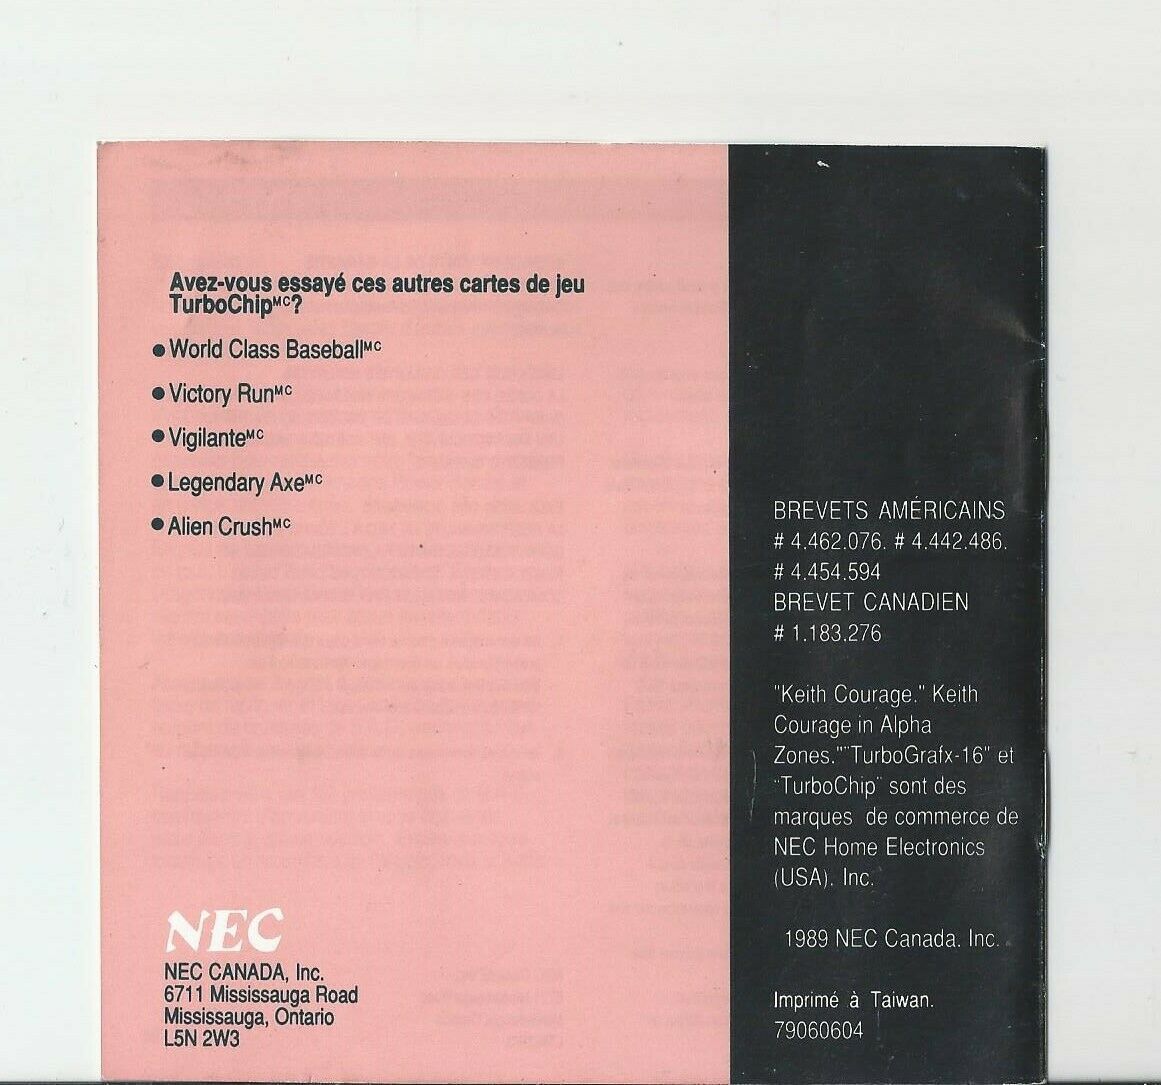 Avez-vous essayé ces autres cartes de jeu
TurboChipMC?
● World Class BaseballMC
● Victory RunMC
● VigilanteMC
● Legendary AxeMC
● Alien CrushMC
NEC
NEC CANADA, Inc.
6711 Mississauga Road
Mississauga, Ontario
L5N 2W3
BREVETS AMÉRICAINS
# 4.462.076. # 4.442.486.
# 4.454.594
BREVET CANADIEN
# 1.183.276
"Keith Courage." Keith
Courage in Alpha
Zones.""TurboGrafx-16" et
"TurboChip" sont des
marques de commerce de
NEC Home Electronics
(USA). Inc.
1989 NEC Canada. Inc.
Imprimé à Taiwan.
79060604